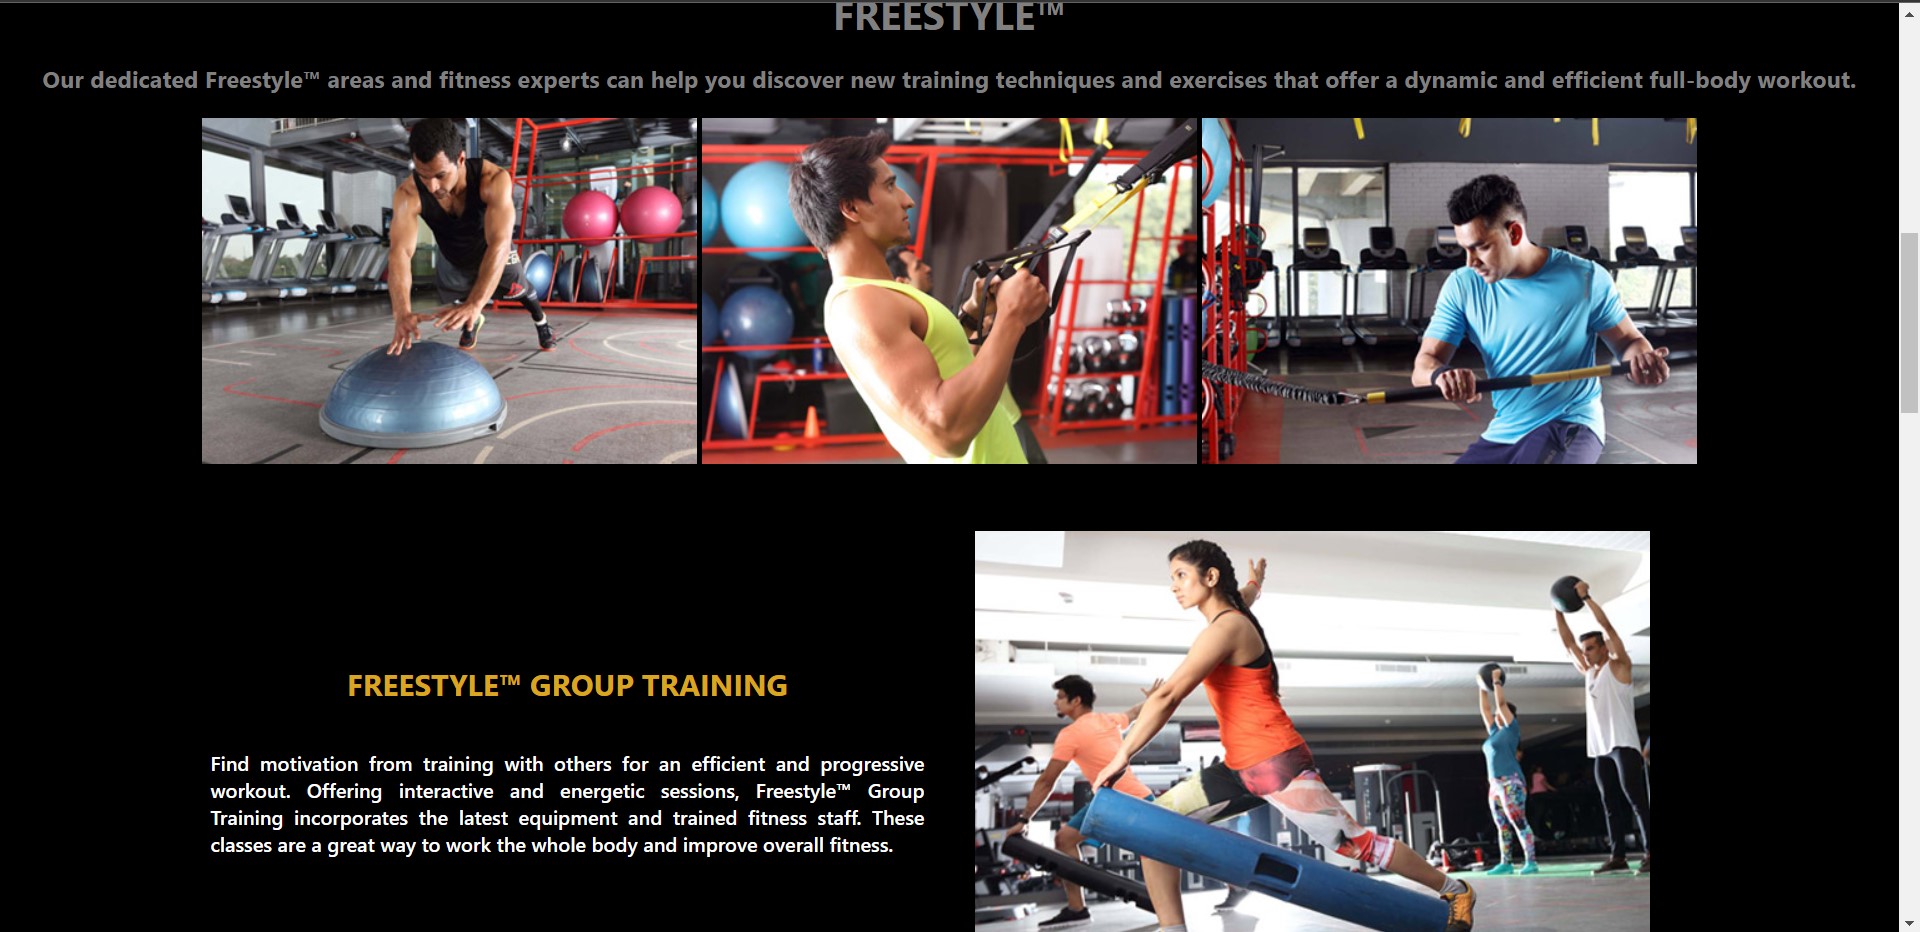 FREESTYLE™
Our dedicated Freestyle™ areas and fitness experts can help you discover new training techniques and exercises that offer a dynamic and efficient full-body workout.
FREESTYLE™ GROUP TRAINING
Find motivation from training with others for an efficient and progressive
workout. Offering interactive and energetic sessions, Freestyle™ Group
Training incorporates the latest equipment and trained fitness staff. These
classes are a great way to work the whole body and improve overall fitness.